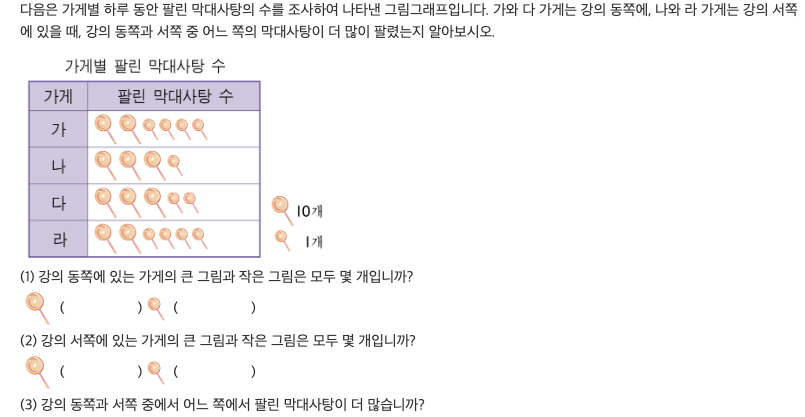 다음은 가게별 하루 동안 팔린 막대사탕의 수를 조사하여 나타낸 그림그래프입니다. 가와 다 가게는 강의 동쪽에, 나와 라 가게는 강의 서쪽
에 있을 때, 강의 동쪽과 서쪽 중 어느 쪽의 막대사탕이 더 많이 팔렸는지 알아보시오.
가게별 팔린 막대사탕 수
가게 팔린 막대사탕 수
가
나
다
라
10개
1개
(1) 강의 동쪽에 있는 가게의 큰 그림과 작은 그림은 모두 몇 개입니까?
( ) ( )
(2) 강의 서쪽에 있는 가게의 큰 그림과 작은 그림은 모두 몇 개입니까?
( ) ( )
(3) 강의 동쪽과 서쪽 중에서 어느 쪽에서 팔린 막대사탕이 더 많습니까?